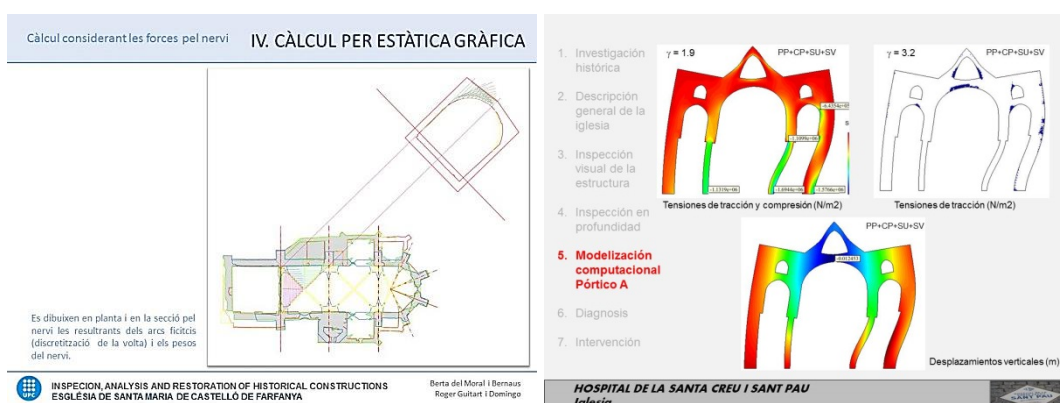 Càlcul considerant les forces pel nervi
IV. CÀLCUL PER ESTÀTICA GRÀFICA
Es dibuixen en planta i en la secció pel
nervi les resultrants dels arcs ficitcis
(discretització de la volta) i els pesos
del nervi.
UPC
INSPECION, ANALYSIS AND RESTORATION OF HISTORICAL CONSTRUCTIONS
ESGLÉSIA DE SANTA MARIA DE CASTELLÓ DE FARFANYA
Berta del Moral i Bernaus
Roger Guitart i Domingo
1. Investigación
histórica
2. Descripción
general de la
iglesia
3. Inspección
visual de la
estructura
4. Inspección en
profundidad
5. Modelización
computacional
Pórtico A
6. Diagnosis
7. Intervención
γ = 1.9
PP+CP+SU+SV
Tensiones de tracción y compresión (N/m2)
γ = 3.2
PP+CP+SU+SV
Tensiones de tracción (N/m2)
PP+CP+SU+SV
Desplazamientos verticales (m)
HOSPITAL DE LA SANTA CREU I SANT PAU
Iglesia
SANT PAU